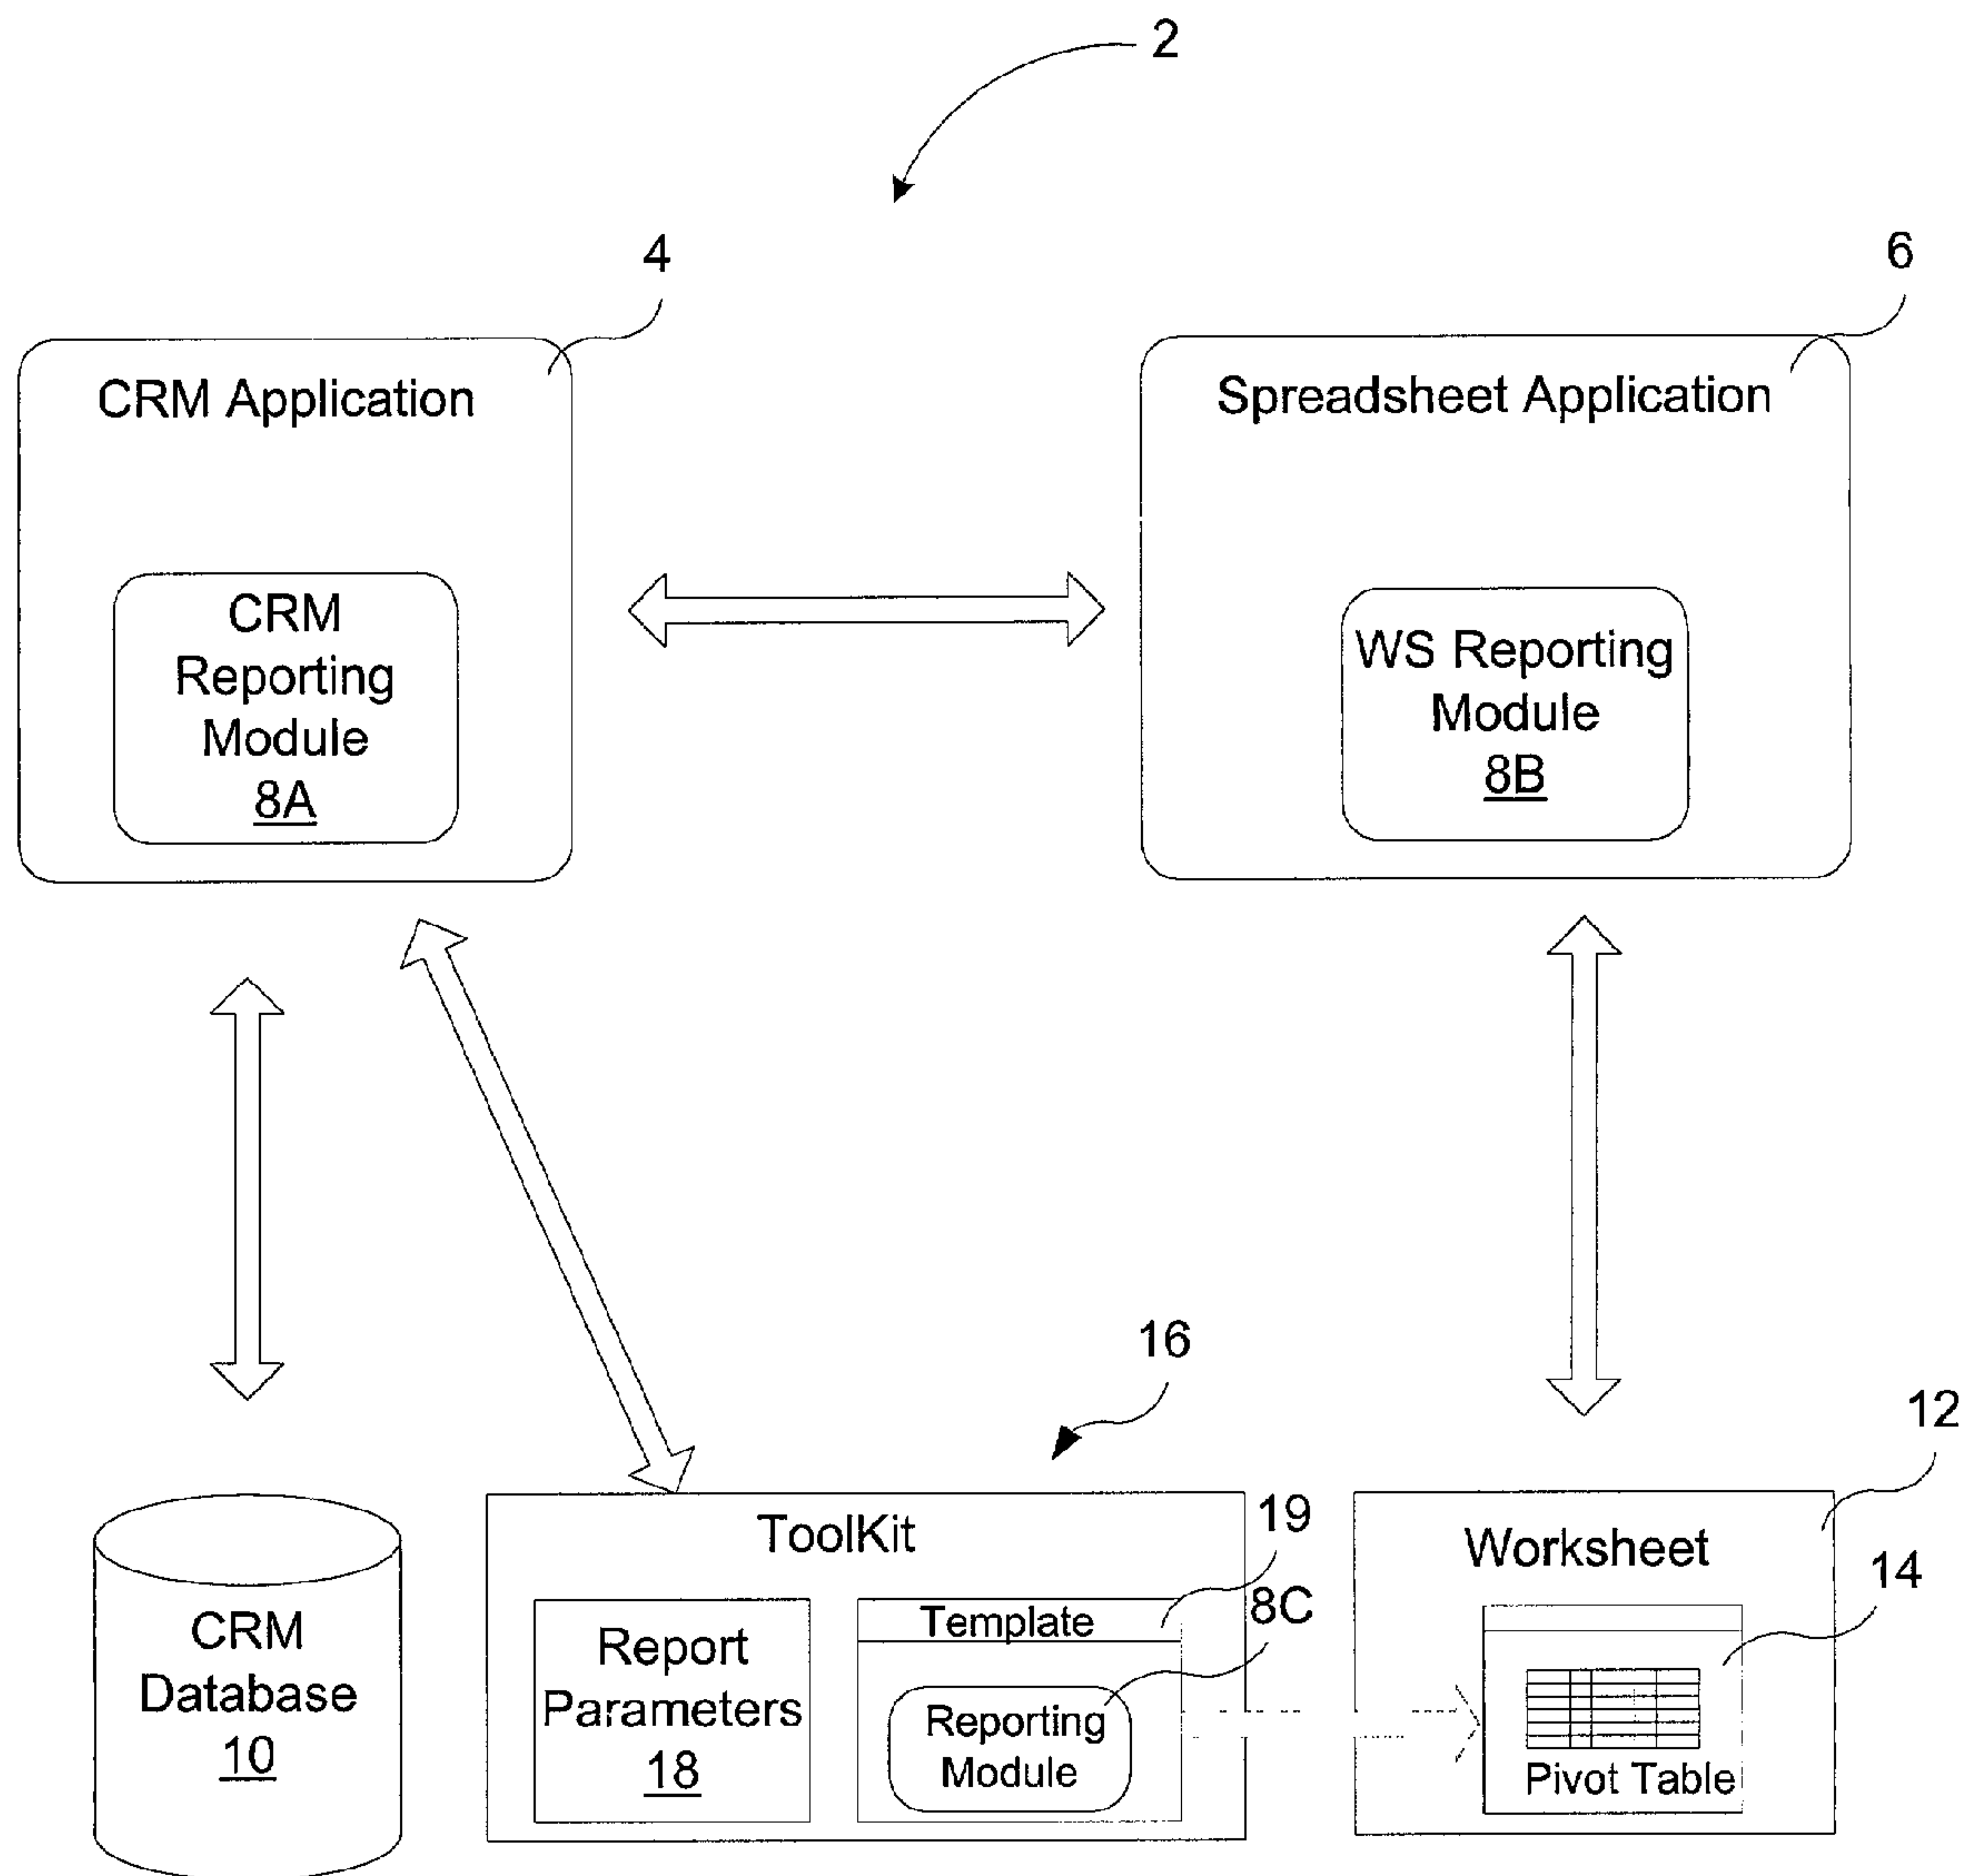 2
4
6
CRM Application
Spreadsheet Application
CRM
Reporting
Module
8A
WS Reporting
Module
8B
16
12
ToolKit
19
Worksheet
8C
14
Template
Report
Parameters
18
Reporting
Module
CRM
Database
10
Pivot Table